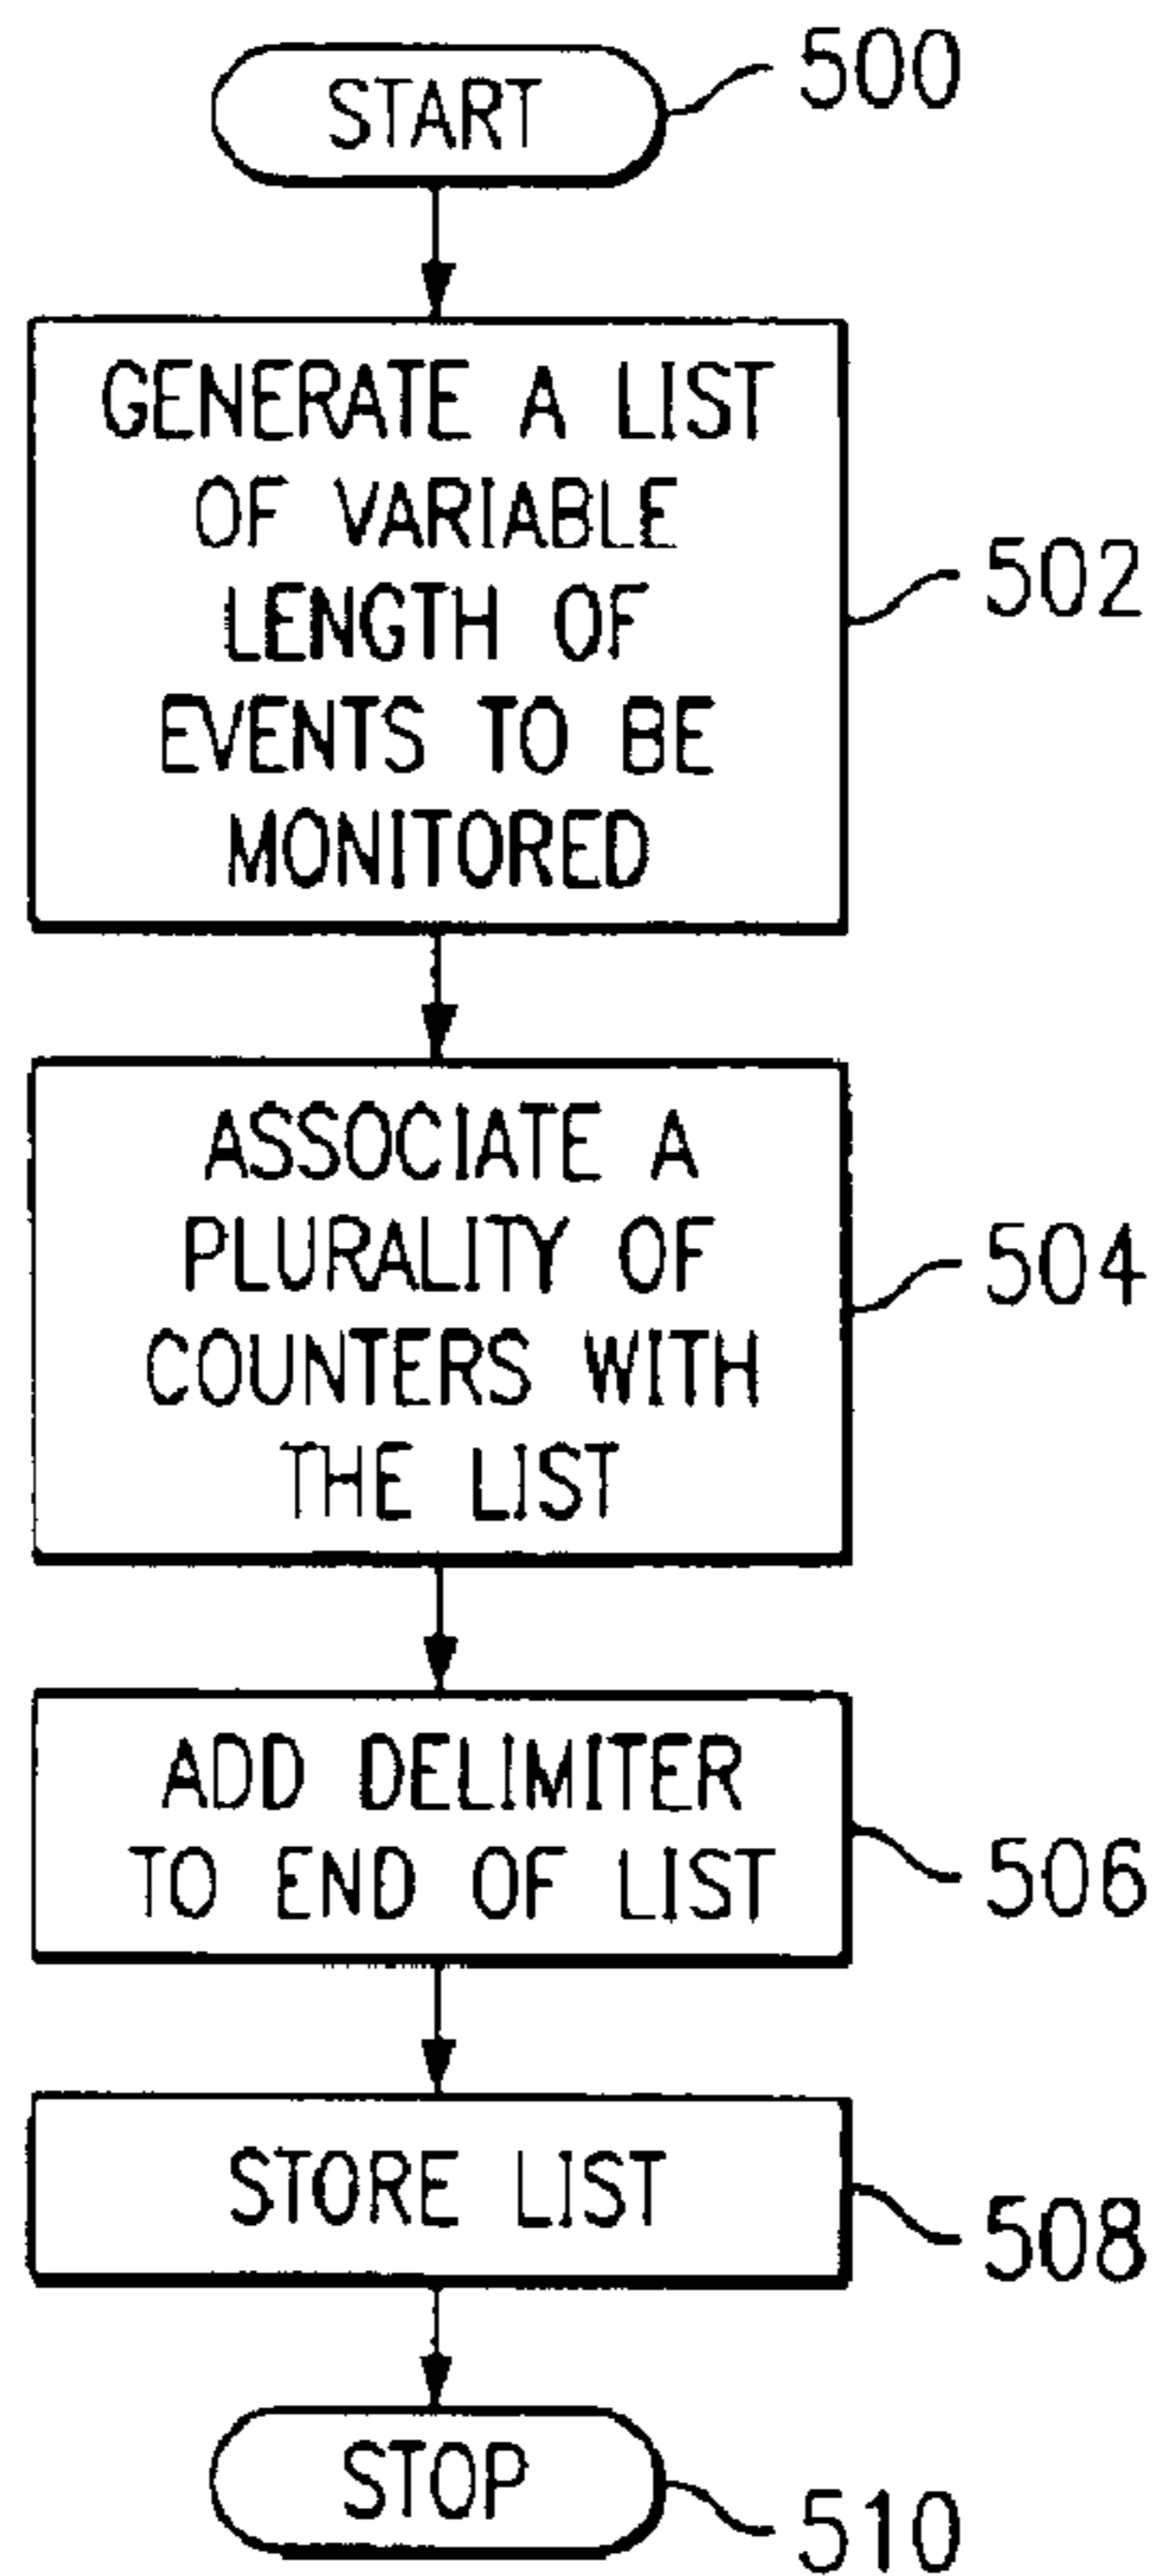 START
500
GENERATE A LIST
OF VARIABLE
LENGTH OF
EVENTS TO BE
MONITORED
502
ASSOCIATE A
PLURALITY OF
COUNTERS WITH
THE LIST
504
ADD DELIMITER
TO END OF LIST
506
STORE LIST
508
STOP
510